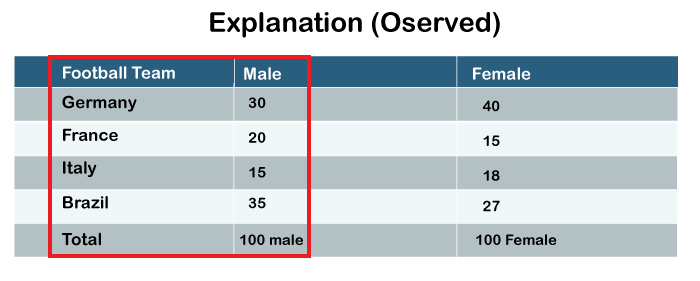 Explanation (Oserved)
Football Team Male Female
Germany 30 40
France 20 15
Italy 15 18
Brazil 35 27
Total 100 male 100 Female